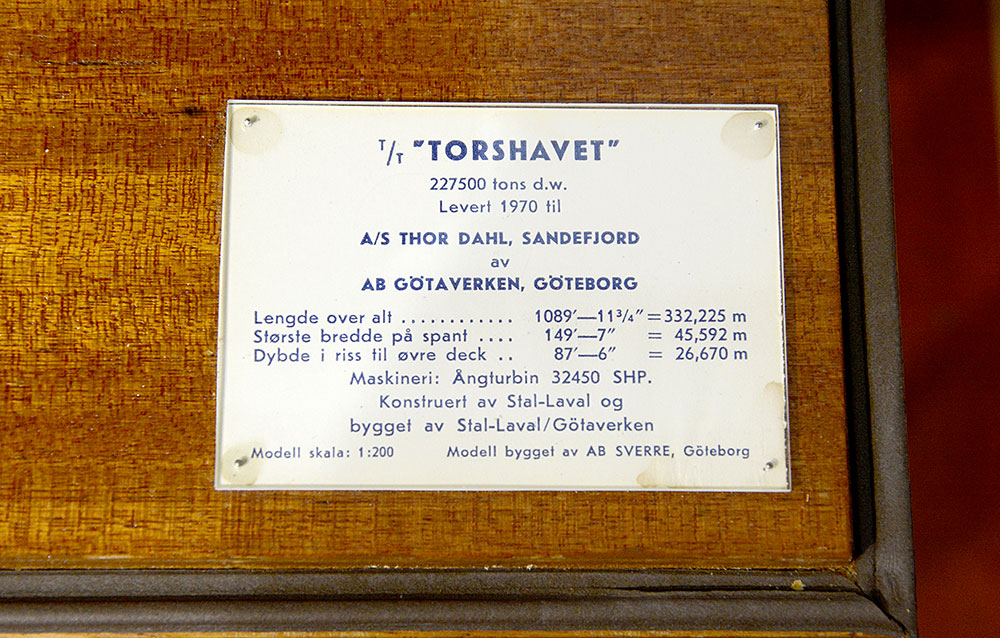 T/T "TORSHAVET"
227500 tons d.w.
Levert 1970 til
A/S THOR DAHL, SANDEFJORD
av
AB GÖTAVERKEN, GÖTEBORG
Lengde over alt ............ 1089′—11³/₄″ = 332,225 m
Största bredde på spant .... 149′—7″ = 45,592 m
Dybde i riss til øvre deck .. 87′—6″ = 26,670 m
Maskineri: Ångturbin 32450 SHP.
Konstruert av Stal-Laval og
bygget av Stal-Laval/Götaverken
Modell skala: 1:200 Modell bygget av AB SVERRE, Göteborg